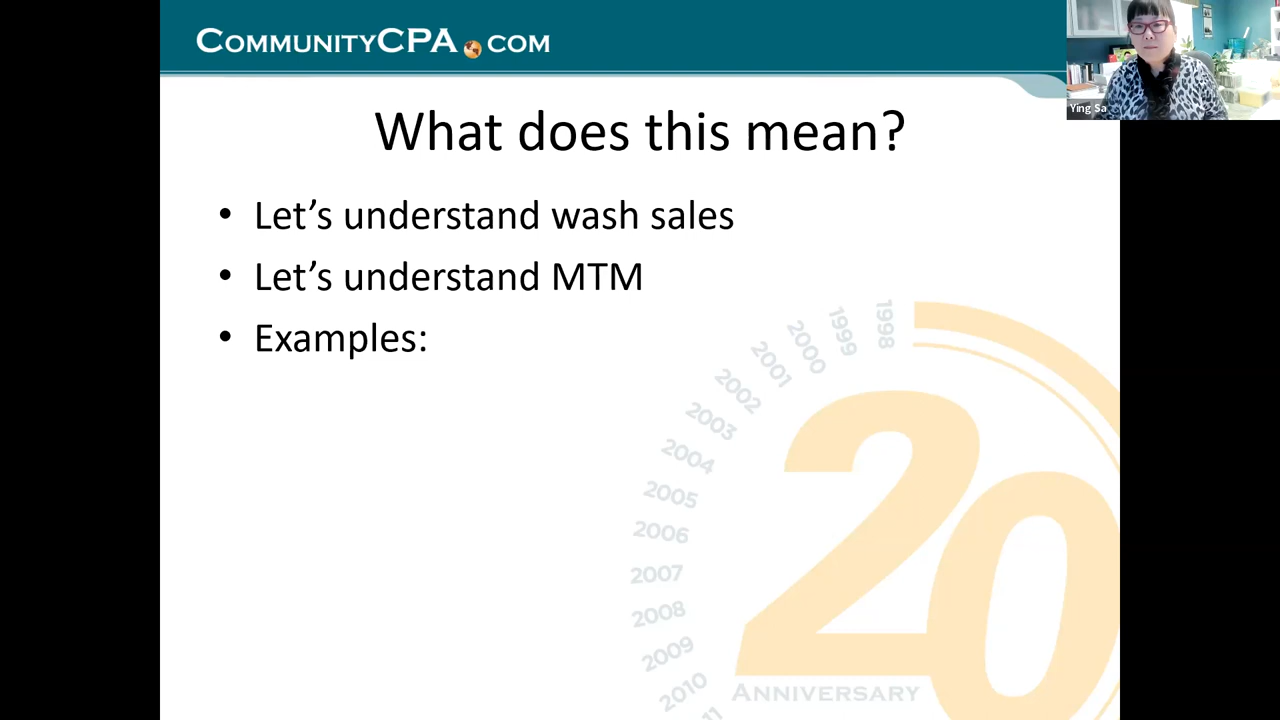 COMMUNITYCPA.COM
Ying Sa
What does this mean?
• Let's understand wash sales
• Let's understand MTM
• Examples:
1998
1999
2000
2001
2002
2003
2004
2005
2006
2007
2008
2009
2010
11
20
ANNIVERSARY